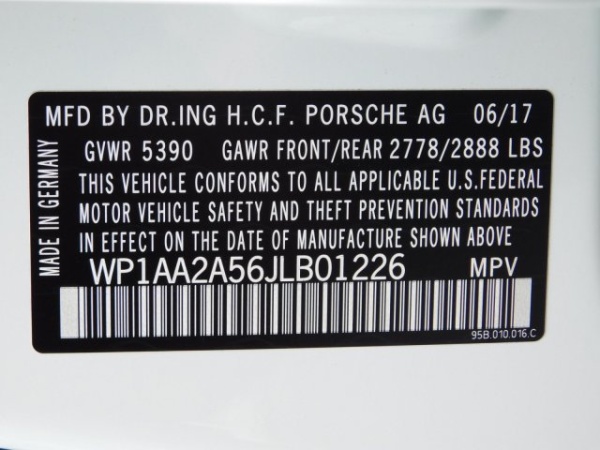 MFD BY DR.ING H.C.F. PORSCHE AG 06/17
GVWR 5390 GAWR FRONT/REAR 2778/2888 LBS
THIS VEHICLE CONFORMS TO ALL APPLICABLE U.S.FEDERAL
MOTOR VEHICLE SAFETY AND THEFT PREVENTION STANDARDS
IN EFFECT ON THE DATE OF MANUFACTURE SHOWN ABOVE
WP1AA2A56JLB01226 MPV
95B.010.016.C
MADE IN GERMANY